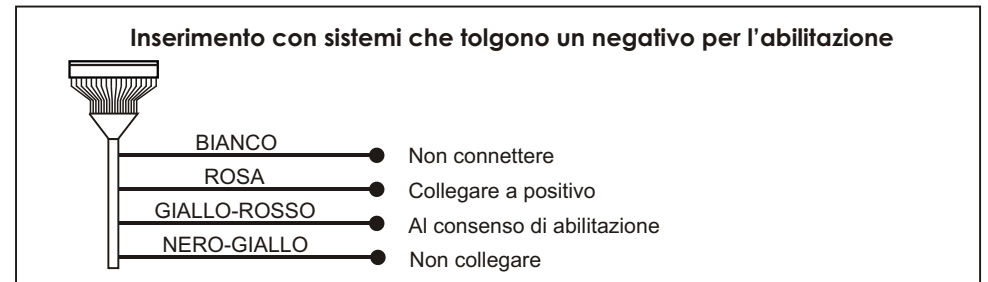 Inserimento con sistemi che tolgono un negativo per l'abilitazione
BIANCO
Non connettere
ROSA
Collegare a positivo
GIALLO-ROSSO
Al consenso di abilitazione
NERO-GIALLO
Non collegare